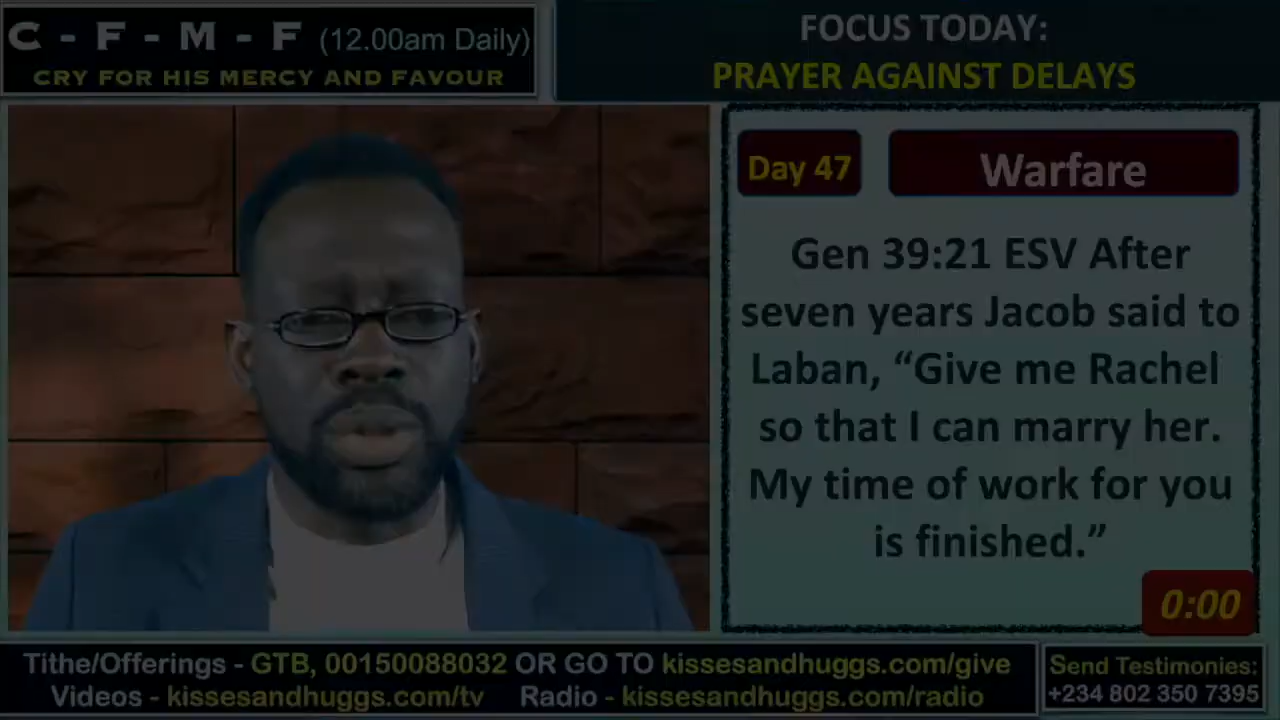 C - F - M - F (12.00am Daily)
CRY FOR HIS MERCY AND FAVOUR
FOCUS TODAY:
PRAYER AGAINST DELAYS
Day 47
Warfare
Gen 39:21 ESV After
seven years Jacob said to
Laban, “Give me Rachel
so that I can marry her.
My time of work for you
is finished.”
0:00
Tithe/Offerings - GTB, 00150088032 OR GO TO kissesandhuggs.com/give
Videos - kissesandhuggs.com/tv Radio - kissesandhuggs.com/radio
Send Testimonies:
+234 802 350 7395